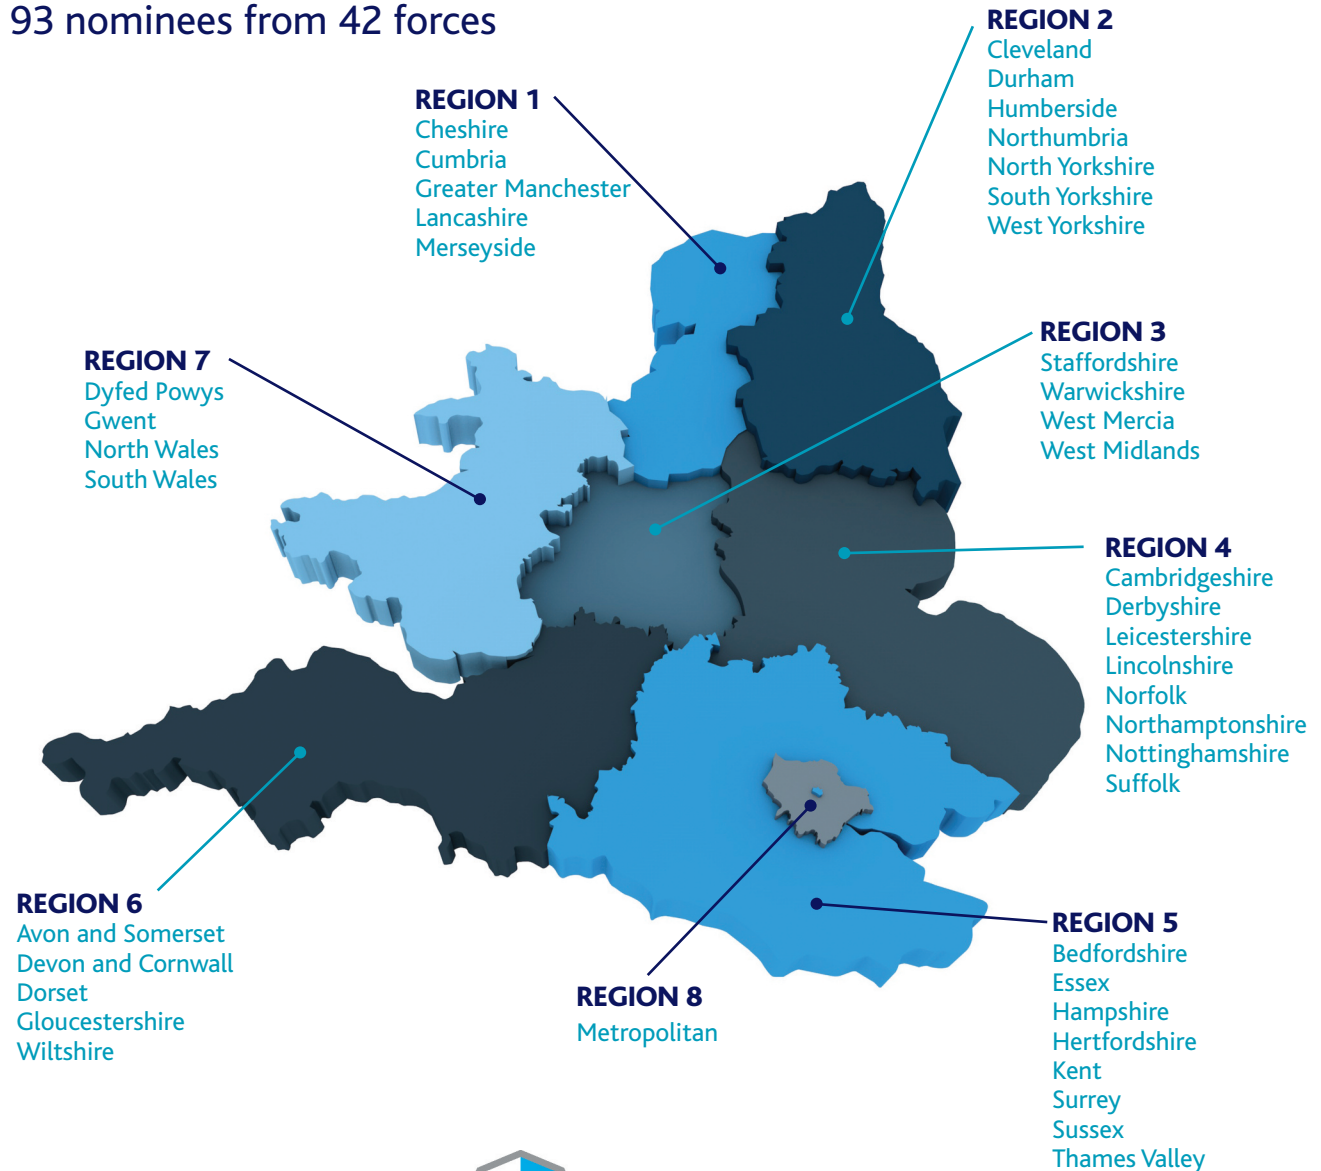 93 nominees from 42 forces
REGION 1
Cheshire
Cumbria
Greater Manchester
Lancashire
Merseyside
REGION 2
Cleveland
Durham
Humberside
Northumbria
North Yorkshire
South Yorkshire
West Yorkshire
REGION 3
Staffordshire
Warwickshire
West Mercia
West Midlands
REGION 7
Dyfed Powys
Gwent
North Wales
South Wales
REGION 4
Cambridgeshire
Derbyshire
Leicestershire
Lincolnshire
Norfolk
Northamptonshire
Nottinghamshire
Suffolk
REGION 6
Avon and Somerset
Devon and Cornwall
Dorset
Gloucestershire
Wiltshire
REGION 8
Metropolitan
REGION 5
Bedfordshire
Essex
Hampshire
Hertfordshire
Kent
Surrey
Sussex
Thames Valley